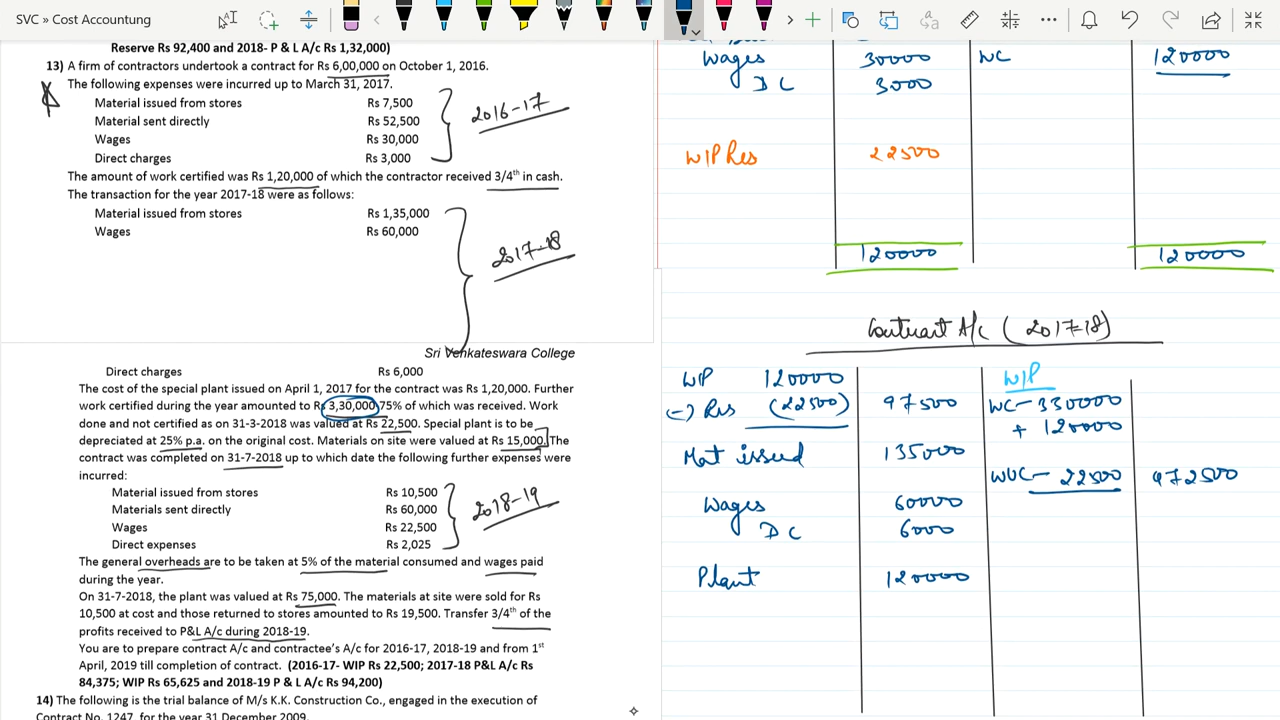 SVC » Cost Accountung
Reserve Rs 92,400 and 2018- P & L A/c Rs 1,32,000)
13) A firm of contractors undertook a contract for Rs 6,00,000 on October 1, 2016.
The following expenses were incurred up to March 31, 2017.
Material issued from stores Rs 7,500
Material sent directly Rs 52,500
Wages Rs 30,000
Direct charges Rs 3,000
2016-17
The amount of work certified was Rs 1,20,000 of which the contractor received 3/4th in cash.
The transaction for the year 2017-18 were as follows:
Material issued from stores Rs 1,35,000
Wages Rs 60,000
2017-18
Sri Venkateswara College
Direct charges Rs 6,000
The cost of the special plant issued on April 1, 2017 for the contract was Rs 1,20,000. Further
work certified during the year amounted to Rs 3,30,000 75% of which was received. Work
done and not certified as on 31-3-2018 was valued at Rs 22,500. Special plant is to be
depreciated at 25% p.a. on the original cost. Materials on site were valued at Rs 15,000. The
contract was completed on 31-7-2018 up to which date the following further expenses were
incurred:
Material issued from stores Rs 10,500
Materials sent directly Rs 60,000
Wages Rs 22,500
Direct expenses Rs 2,025
2018-19
The general overheads are to be taken at 5% of the material consumed and wages paid
during the year.
On 31-7-2018, the plant was valued at Rs 75,000. The materials at site were sold for Rs
10,500 at cost and those returned to stores amounted to Rs 19,500. Transfer 3/4th of the
profits received to P&L A/c during 2018-19.
You are to prepare contract A/c and contractee's A/c for 2016-17, 2018-19 and from 1st
April, 2019 till completion of contract. (2016-17- WIP Rs 22,500; 2017-18 P&L A/c Rs
84,375; WIP Rs 65,625 and 2018-19 P & L A/c Rs 94,200)
14) The following is the trial balance of M/s K.K. Construction Co., engaged in the execution of
Contract No. 1247, for the year 31 December 2009.
Wages 30000 WC 120000
DC 3000
WIP Res 22500
120000 120000
Contract A/c (2017-18)
WIP 120000 WIP
(-) Res (22500) 97500 WC - 330000
+ 120000
Mat issued 135000
WUC - 22500 472500
Wages 60000
DC 6000
Plant 120000